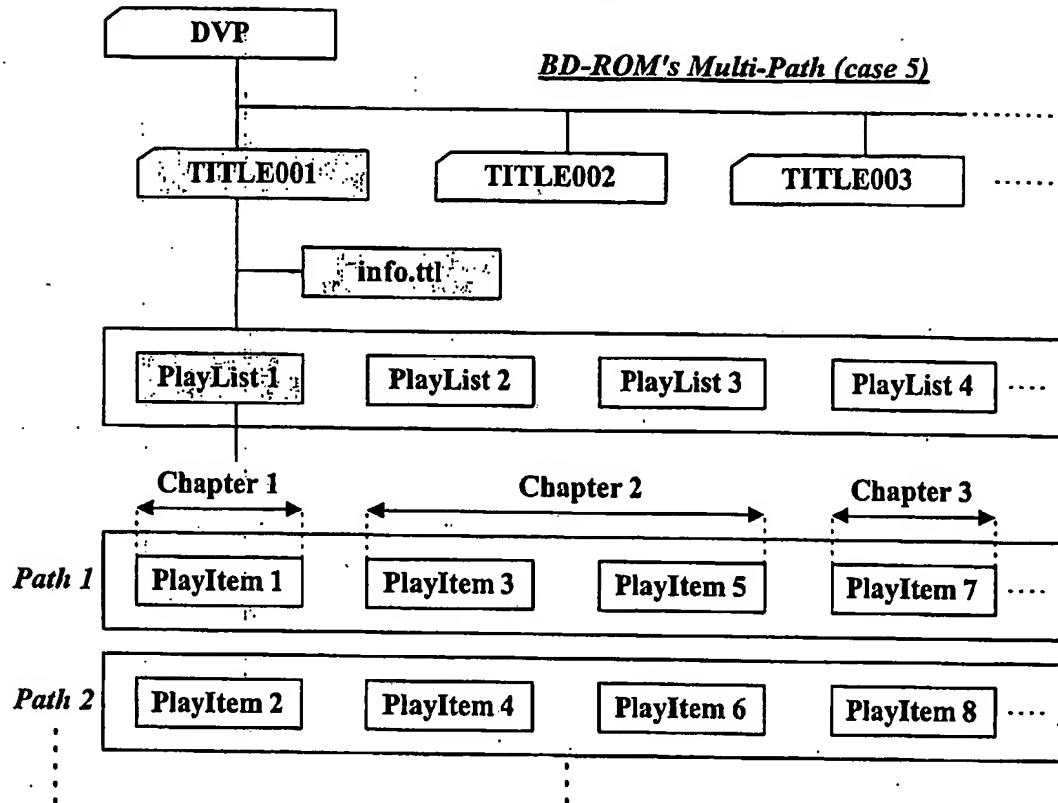 DVP
BD-ROM's Multi-Path (case 5)
TITLE001
TITLE002
TITLE003
info.ttl
PlayList 1
PlayList 2
PlayList 3
PlayList 4
Chapter 1
Chapter 2
Chapter 3
Path 1
PlayItem 1
PlayItem 3
PlayItem 5
PlayItem 7
Path 2
PlayItem 2
PlayItem 4
PlayItem 6
PlayItem 8